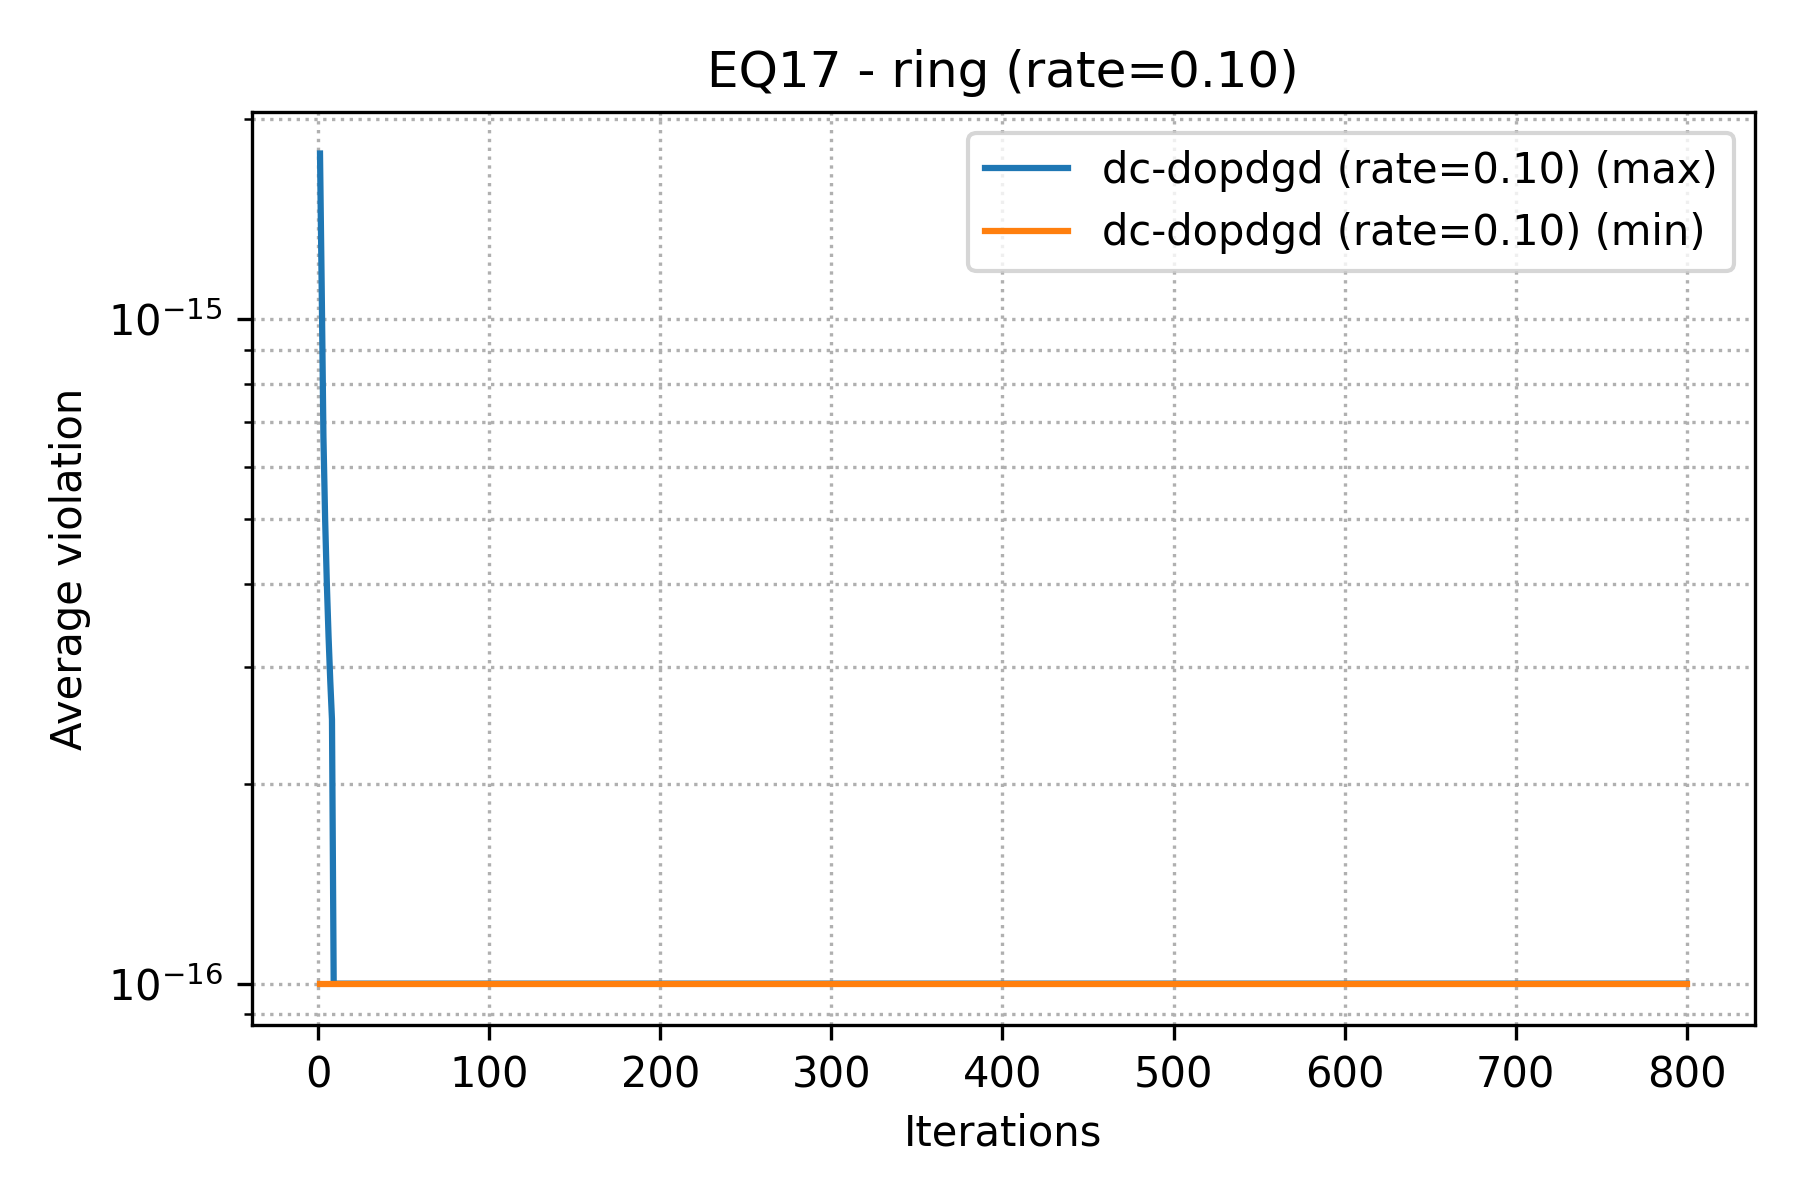 EQ17 - ring (rate=0.10)
dc-dopdgd (rate=0.10) (max)
dc-dopdgd (rate=0.10) (min)
10⁻¹⁵
10⁻¹⁶
Average violation
0 100 200 300 400 500 600 700 800
Iterations